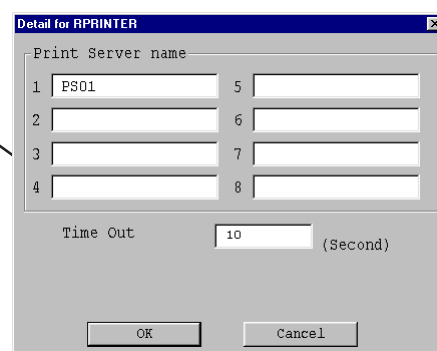 Detail for RPRINTER
Print Server name
1 PS01 5
2 6
3 7
4 8
Time Out 10 (Second)
OK Cancel